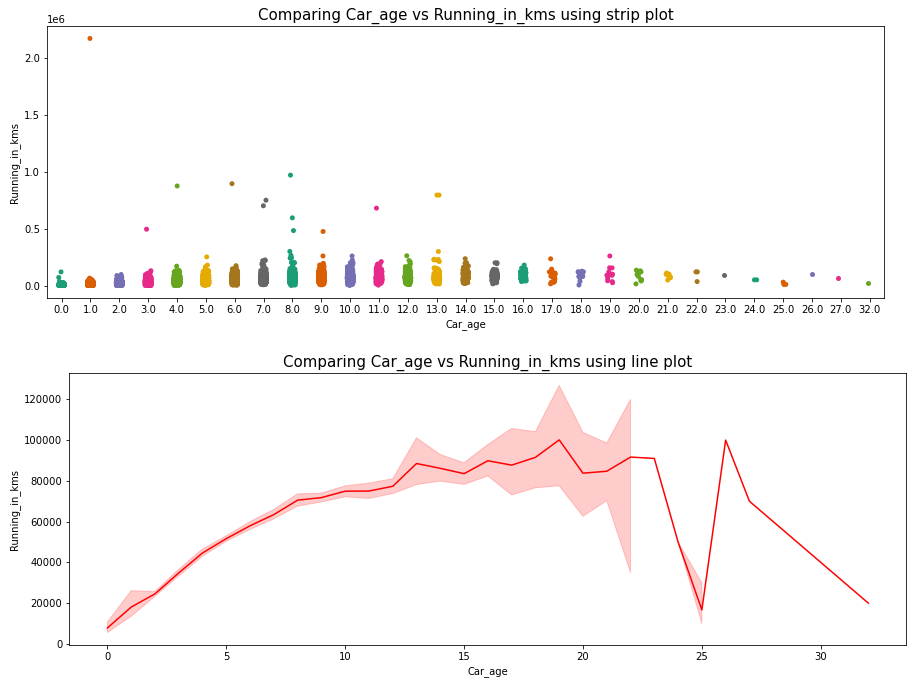 Comparing Car_age vs Running_in_kms using strip plot
1e6
2.0
1.5
1.0
0.5
0.0
Running_in_kms
0.0 1.0 2.0 3.0 4.0 5.0 6.0 7.0 8.0 9.0 10.0 11.0 12.0 13.0 14.0 15.0 16.0 17.0 18.0 19.0 20.0 21.0 22.0 23.0 24.0 25.0 26.0 27.0 32.0
Car_age
Comparing Car_age vs Running_in_kms using line plot
120000
100000
80000
60000
40000
20000
0
Running_in_kms
0 5 10 15 20 25 30
Car_age